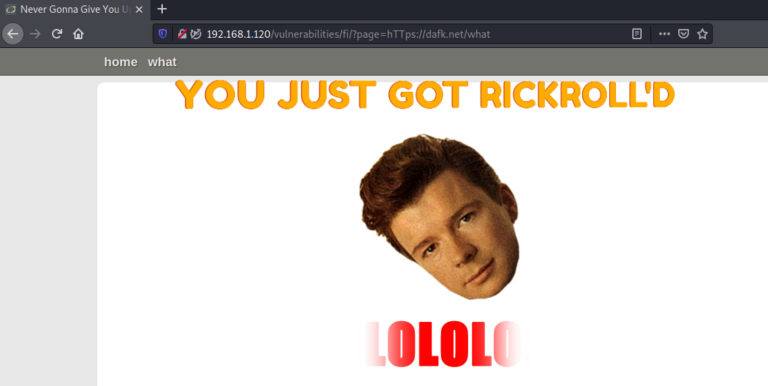 Never Gonna Give You U
192.168.1.120/vulnerabilities/fi/?page=hTTps://dafk.net/what
home what
YOU JUST GOT RICKROLL'D
LOLOLO